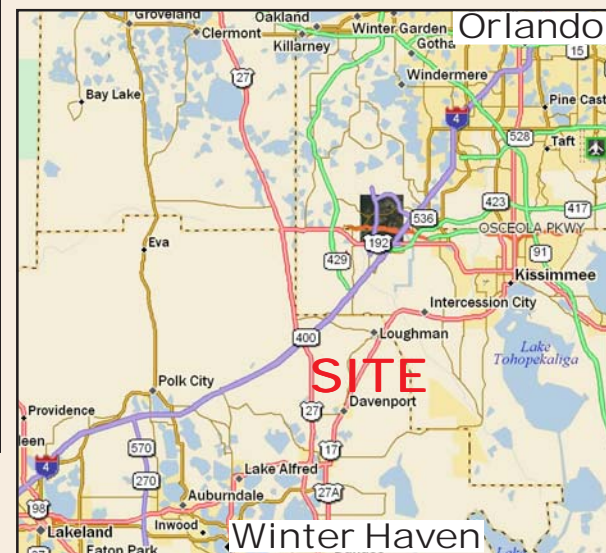 Groveland
Oakland
Winter Garden
Orlando
Clermont
Killarney
Gotha
15
27
Windermere
Bay Lake
Pine Cast
4
528
Taft
423
417
536
OSCEOLA PKWY
192
Eva
429
91
Kissimmee
Intercession City
400
Loughman
Lake
Tohopekaliga
SITE
Polk City
27
Davenport
Providence
leen
570
17
4
270
Lake Alfred
27A
Auburndale
98
Inwood
Winter Haven
Lakeland
Eaton Park
Lake